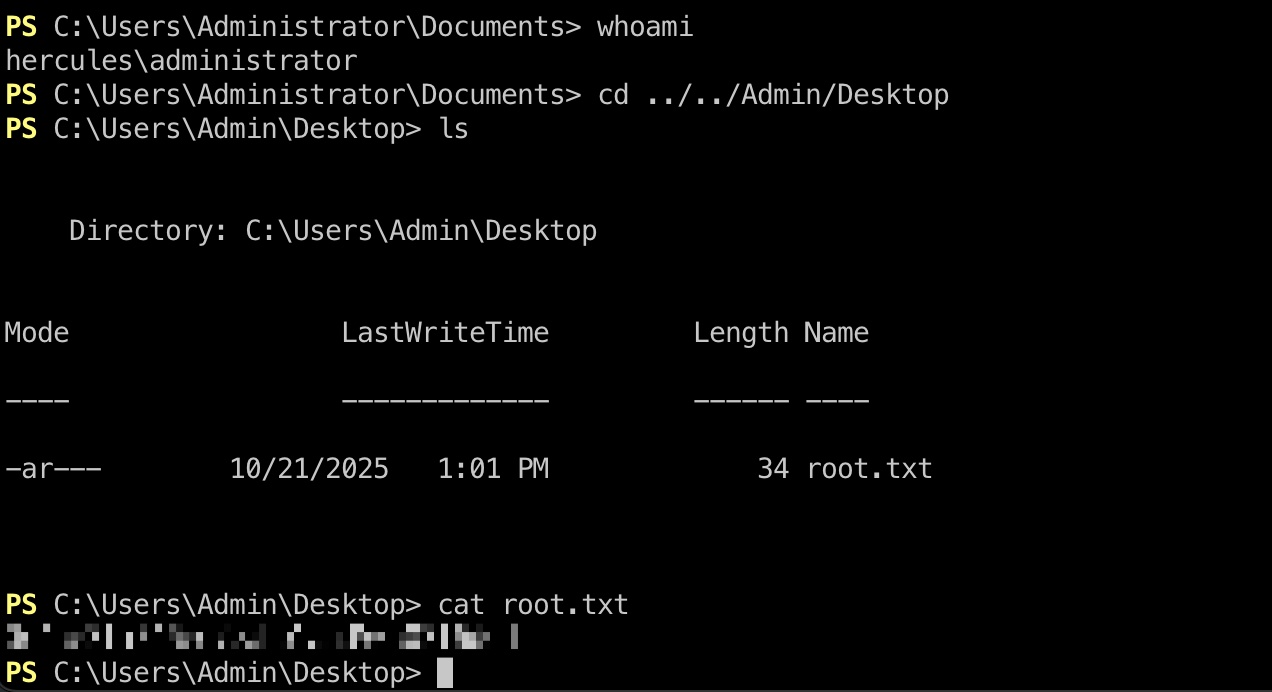 PS C:\Users\Administrator\Documents> whoami
hercules\administrator
PS C:\Users\Administrator\Documents> cd ../../Admin/Desktop
PS C:\Users\Admin\Desktop> ls
Directory: C:\Users\Admin\Desktop
Mode LastWriteTime Length Name
---- ------------- ------ ----
-ar--- 10/21/2025 1:01 PM 34 root.txt
PS C:\Users\Admin\Desktop> cat root.txt
PS C:\Users\Admin\Desktop>